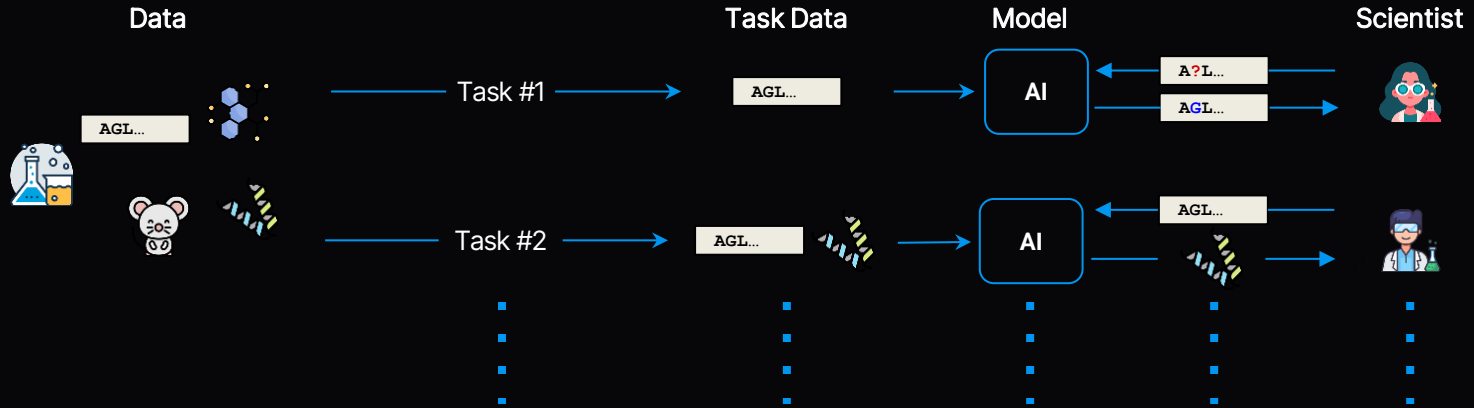 Data
Task Data
Model
Scientist
AGL…
Task #1
AGL…
AI
A?L…
AGL…
Task #2
AGL…
AI
AGL…